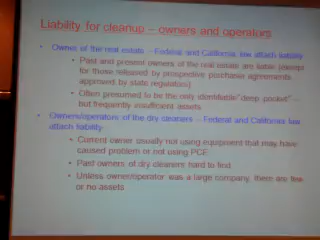 Liability for cleanup – owners and operators
• Owner of the real estate – Federal and California law attach liability
• Past and present owners of the real estate are liable (except
for those released by prospective purchase agreements
approved by state regulators)
• Often presumed to be the only identifiable "deep pocket" –
but frequently insufficient assets
• Owners/operators of the dry cleaners – Federal and California law
attach liability
• Current owner usually not using equipment that may have
caused problem or not using PCE
• Past owners of dry cleaners hard to find
• Unless owner/operator was a large company, there are few
or no assets